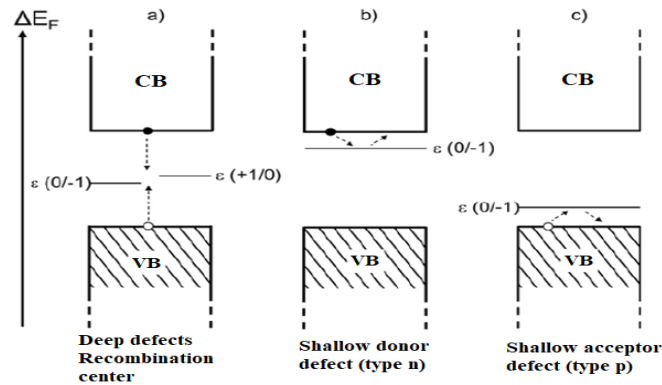 ΔE_F
a)
b)
c)
CB
CB
CB
ε (0/-1)
ε (+1/0)
ε (0/-1)
ε (0/-1)
VB
VB
VB
Deep defects
Recombination
center
Shallow donor
defect (type n)
Shallow acceptor
defect (type p)